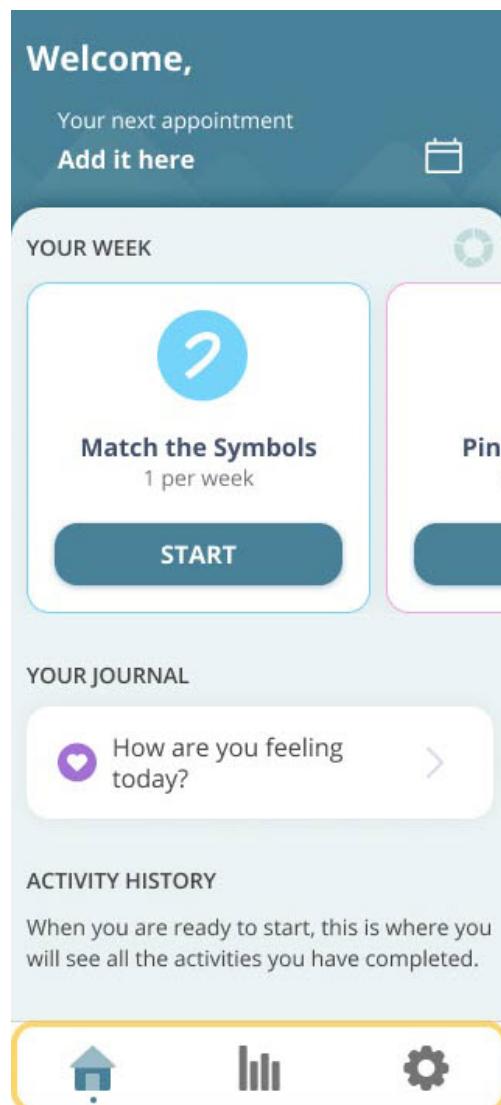 Welcome,
Your next appointment
Add it here
YOUR WEEK
Match the Symbols
1 per week
START
Pin
YOUR JOURNAL
How are you feeling
today?
ACTIVITY HISTORY
When you are ready to start, this is where you
will see all the activities you have completed.